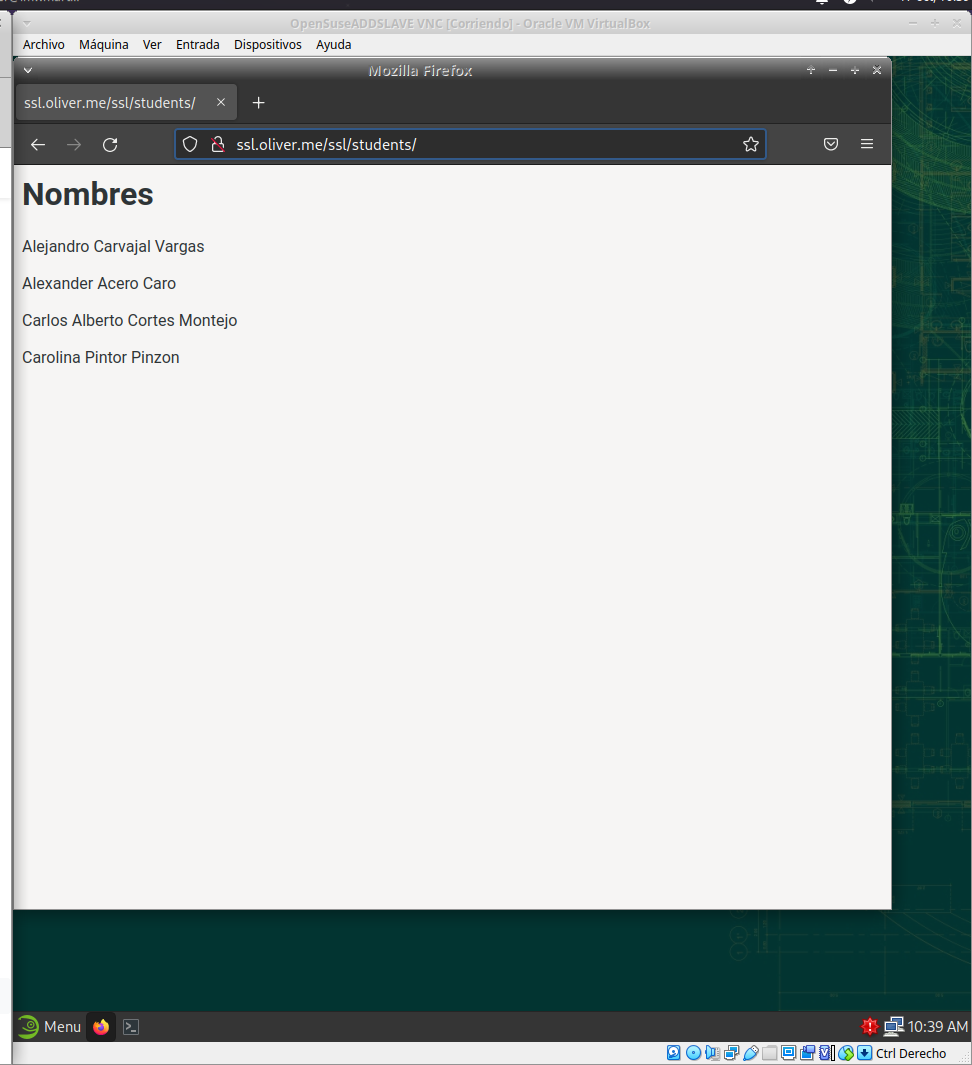 OpenSuseADDSLAVE VNC [Corriendo] - Oracle VM VirtualBox
Archivo Máquina Ver Entrada Dispositivos Ayuda
Mozilla Firefox
ssl.oliver.me/ssl/students/
ssl.oliver.me/ssl/students/
Nombres
Alejandro Carvajal Vargas
Alexander Acero Caro
Carlos Alberto Cortes Montejo
Carolina Pintor Pinzon
Menu 10:39 AM
Ctrl Derecho